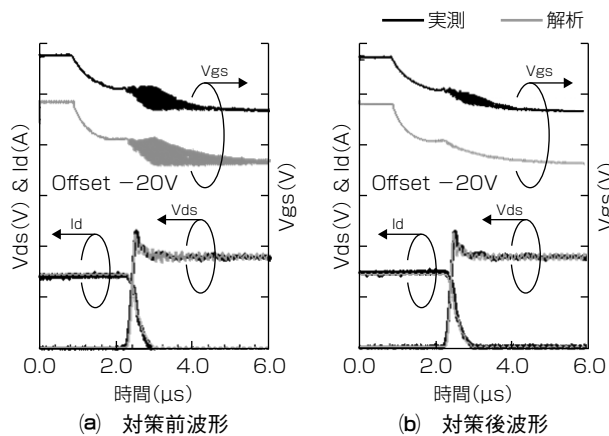 実測 解析
Vds(V) & Id(A)
Vgs
Offset −20V
Id
Vds
Vgs(V)
0.0 2.0 4.0 6.0
時間(μs)
(a) 対策前波形
Vds(V) & Id(A)
Vgs
Offset −20V
Id
Vds
Vgs(V)
0.0 2.0 4.0 6.0
時間(μs)
(b) 対策後波形